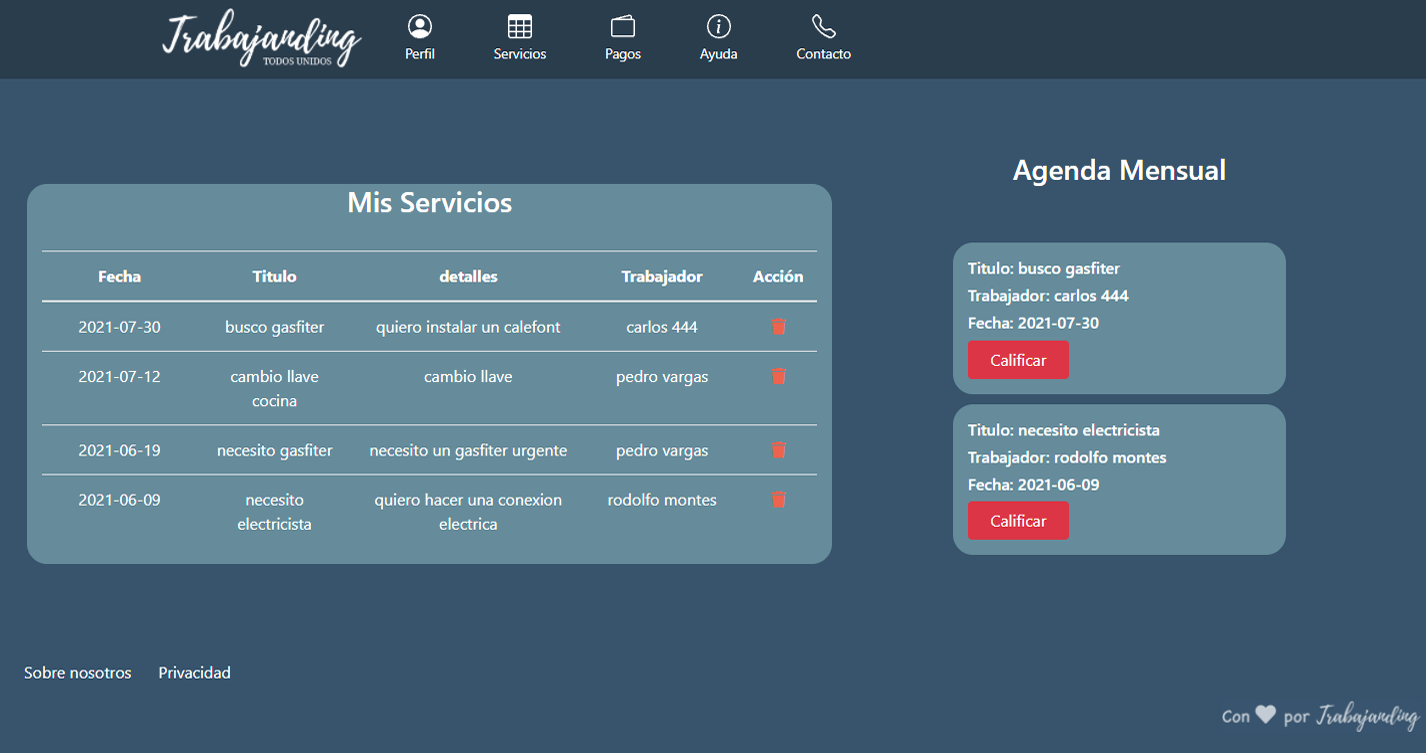 Trabajanding
TODOS UNIDOS
Perfil
Servicios
Pagos
Ayuda
Contacto
Mis Servicios
Fecha Titulo detalles Trabajador Acción
2021-07-30 busco gasfiter quiero instalar un calefont carlos 444
2021-07-12 cambio llave cambio llave pedro vargas
cocina
2021-06-19 necesito gasfiter necesito un gasfiter urgente pedro vargas
2021-06-09 necesito quiero hacer una conexion rodolfo montes
electricista electrica
Agenda Mensual
Titulo: busco gasfiter
Trabajador: carlos 444
Fecha: 2021-07-30
Calificar
Titulo: necesito electricista
Trabajador: rodolfo montes
Fecha: 2021-06-09
Calificar
Sobre nosotros Privacidad
Con por Trabajanding